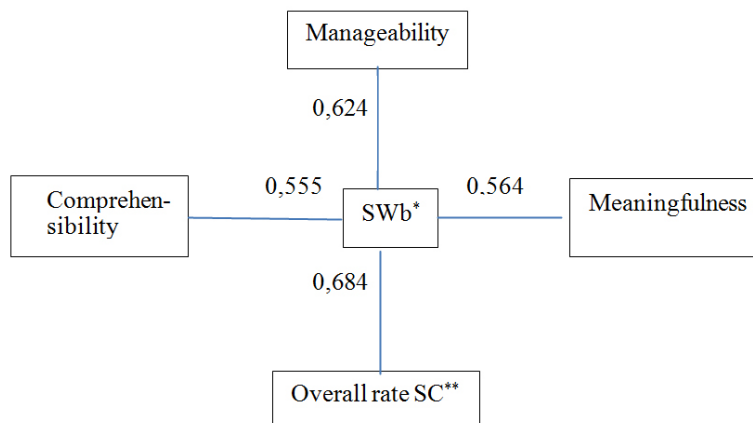 Manageability
0,624
Comprehen-
sibility
0,555
SWb*
0,564
Meaningfulness
0,684
Overall rate SC**